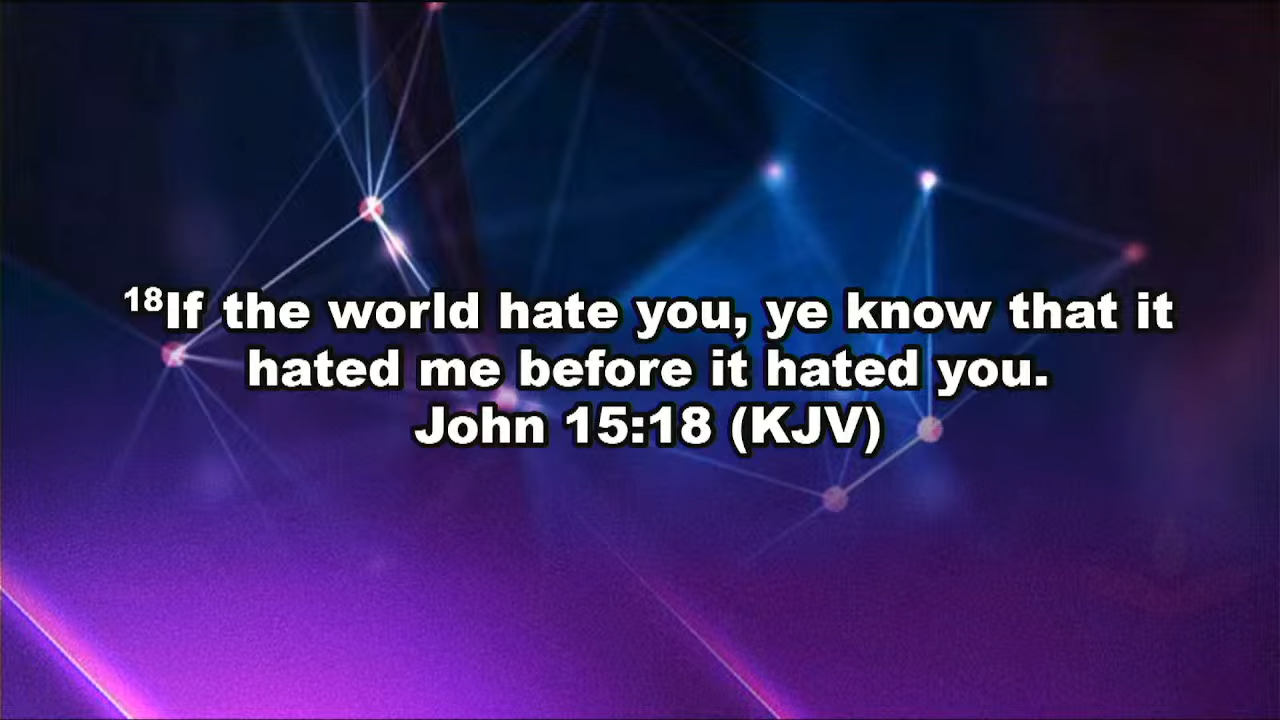 ¹⁸If the world hate you, ye know that it
hated me before it hated you.
John 15:18 (KJV)